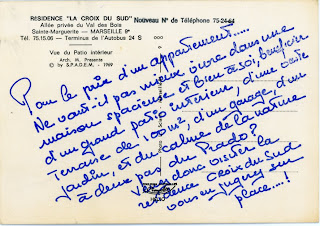 RESIDENCE "LA CROIX DU SUD"
Allée privée du Val des Bois
Sainte-Marguerite — MARSEILLE 9e
Tél. 75.15.06 — Terminus de l'Autobus 24 S
Nouveau N° de Téléphone 75-24-64
Vue du Patio intérieur
Arch. M. Presente
© by S.P.A.D.E.M. - 1969
Pour le prix d'un appartement.....
Ne vaut-il pas mieux vivre dans une
maison spacieuse et bien à soi, bénéficier
d'un grand patio intérieur, d'une vaste
Terrasse de 100 m2, d'un garage, d'un
jardin, et du calme de la nature
à deux pas du Prado?
Venez donc visiter la
résidence Croix du Sud
vous en jugerez sur
place....!